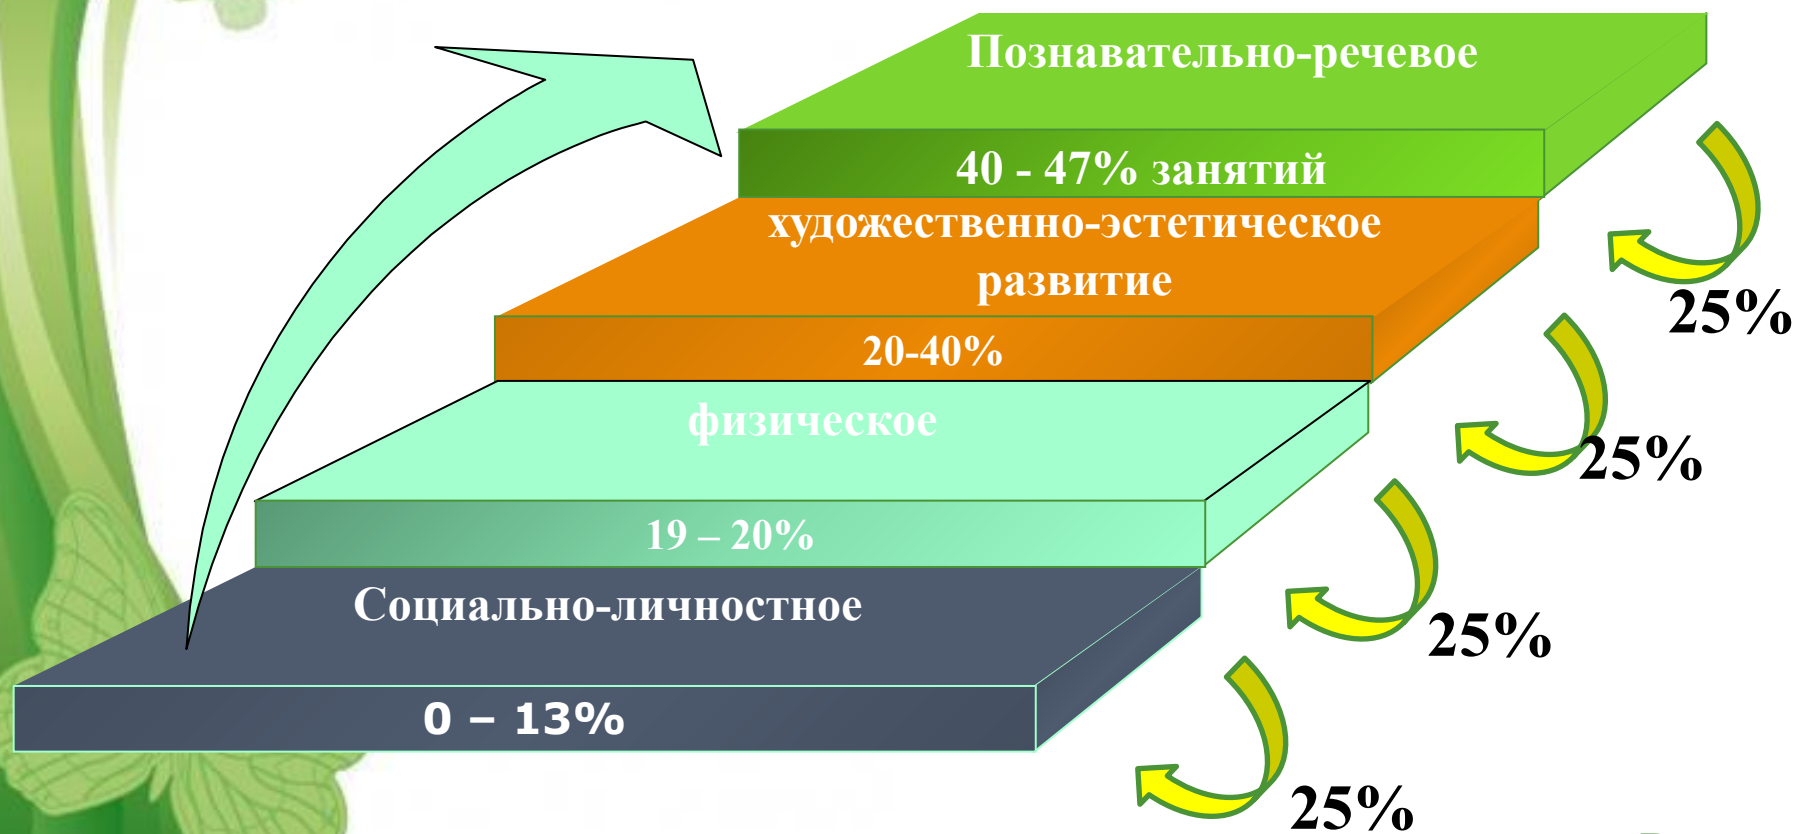 Познавательно-речевое
40 - 47% занятий
художественно-эстетическое
развитие
25%
20-40%
физическое
25%
19 – 20%
Социально-личностное
25%
0 – 13%
25%